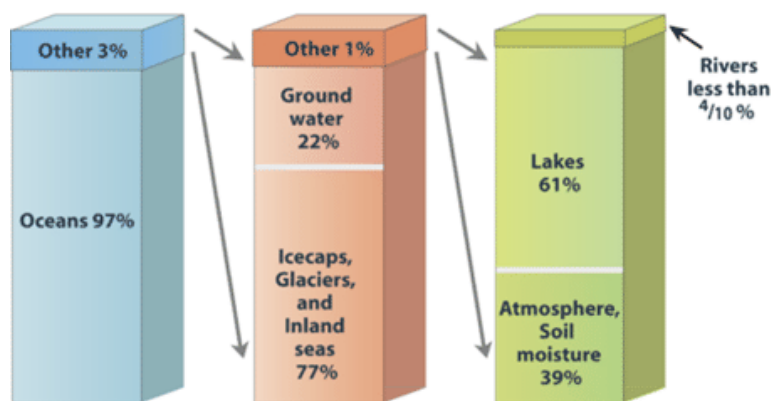 Other 3%
Oceans 97%
Other 1%
Ground
water
22%
Icecaps,
Glaciers,
and
Inland
seas
77%
Rivers
less than
4/10 %
Lakes
61%
Atmosphere,
Soil
moisture
39%